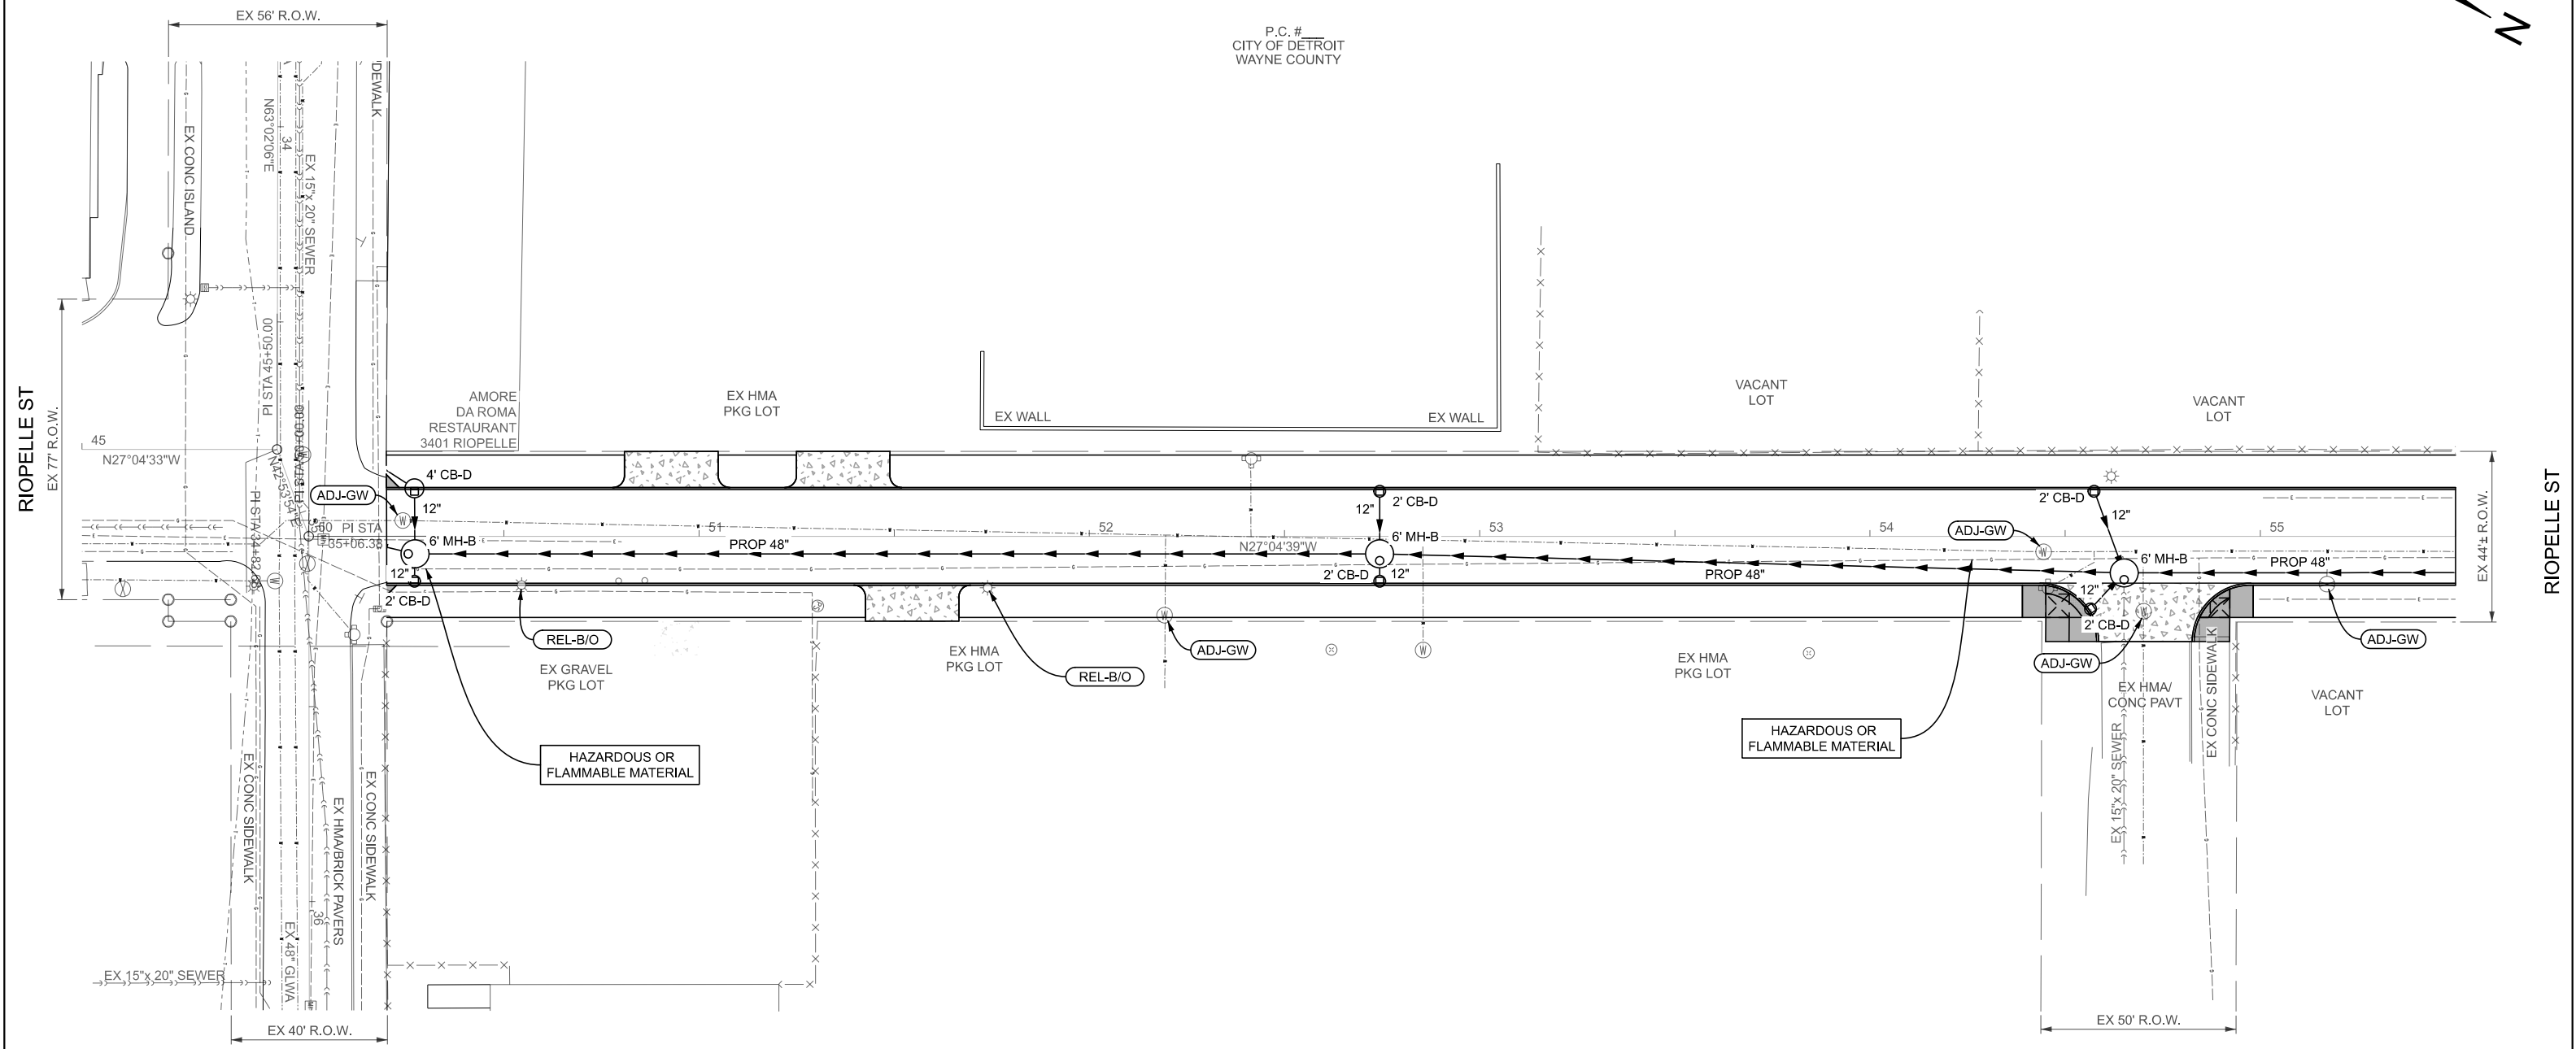 EX 56' R.O.W.
P.C. #___
CITY OF DETROIT
WAYNE COUNTY
N
DEWALK
EX CONC ISLAND
N63°02'06"E
34
EX 15"x 20" SEWER
RIOPELLE ST
EX 77' R.O.W.
PI STA 45+50.00
45
N27°04'33"W
N42°53'54"E
AMORE
DA ROMA
RESTAURANT
3401 RIOPELLE
EX HMA
PKG LOT
EX WALL
EX WALL
VACANT
LOT
VACANT
LOT
4' CB-D
ADJ-GW
W
12"
50 PI STA
35+06.38
6' MH-B
12"
2' CB-D
51
PROP 48"
52
N27°04'39"W
2' CB-D
12"
6' MH-B
2' CB-D
12"
53
54
PROP 48"
ADJ-GW
W
2' CB-D
12"
6' MH-B
12"
2' CB-D
55
PROP 48"
EX 44'± R.O.W.
RIOPELLE ST
REL-B/O
EX GRAVEL
PKG LOT
EX HMA
PKG LOT
REL-B/O
W
ADJ-GW
W
EX HMA
PKG LOT
ADJ-GW
W
ADJ-GW
EX HMA/
CONC PAVT
EX CONC SIDEWALK
VACANT
LOT
HAZARDOUS OR
FLAMMABLE MATERIAL
HAZARDOUS OR
FLAMMABLE MATERIAL
EX 15"x 20" SEWER
EX CONC SIDEWALK
EX 48" GLWA
36
EX HMA/BRICK PAVERS
EX CONC SIDEWALK
EX 15"x 20" SEWER
EX 40' R.O.W.
EX 50' R.O.W.